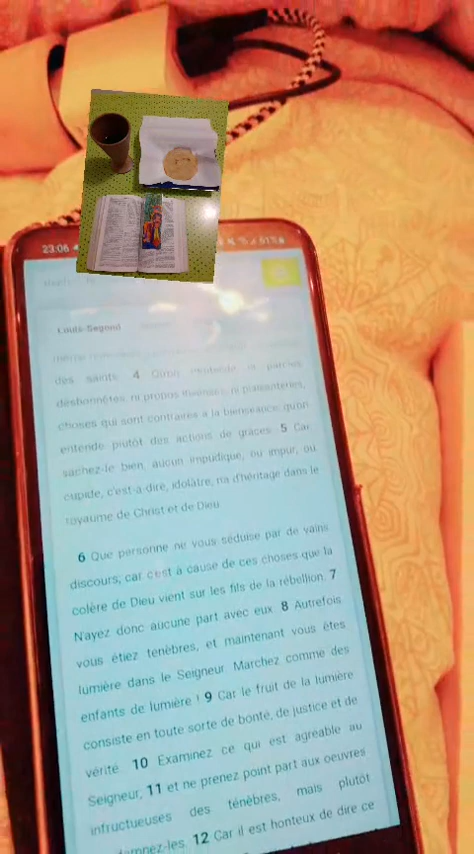 23:06
61%
Louis-Segond
des saints. 4 Qu'on n'entende ni paroles
déshonnêtes, ni propos insensés, ni plaisanteries,
choses qui sont contraires à la bienséance; qu'on
entende plutôt des actions de grâces. 5 Car,
sachez-le bien, aucun impudique, ou impur, ou
cupide, c'est-à-dire, idolâtre, n'a d'héritage dans le
royaume de Christ et de Dieu.
6 Que personne ne vous séduise par de vains
discours; car c'est à cause de ces choses que la
colère de Dieu vient sur les fils de la rébellion. 7
N'ayez donc aucune part avec eux. 8 Autrefois
vous étiez ténèbres, et maintenant vous êtes
lumière dans le Seigneur. Marchez comme des
enfants de lumière ! 9 Car le fruit de la lumière
consiste en toute sorte de bonté, de justice et de
vérité. 10 Examinez ce qui est agréable au
Seigneur; 11 et ne prenez point part aux oeuvres
infructueuses des ténèbres, mais plutôt
12 Car il est honteux de dire ce